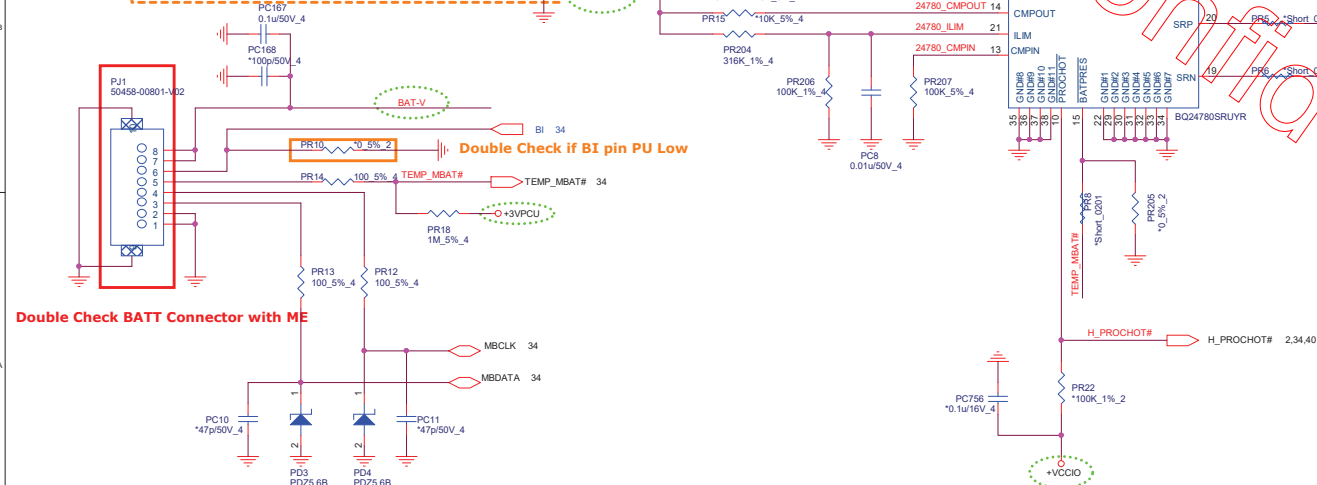 PC167
0.1u/50V_4
PC168
*100p/50V_4
PJ1
50458-00801-V02
BAT-V
BI 34
PR10 *0_5%_2
Double Check if BI pin PU Low
8
7
6
5
4
3
2
1
PR14 100_5%_4
TEMP_MBAT#
TEMP_MBAT# 34
+3VPCU
PR18
1M_5%_4
PR13
100_5%_4
PR12
100_5%_4
Double Check BATT Connector with ME
MBCLK 34
MBDATA 34
PC10
*47p/50V_4
1
2
PD3
PDZ5.6B
1
2
PD4
PDZ5.6B
PC11
*47p/50V_4
PR15 *10K_5%_4
PR204
316K_1%_4
24780_CMPOUT 14
CMPOUT
24780_ILIM 21
ILIM
24780_CMPIN 13
CMPIN
PR206
100K_1%_4
PC8
0.01u/50V_4
PR207
100K_5%_4
SRP 20
PR5 *Short_0
SRN 19
PR6 *Short_0
GND#8
GND#9
GND#10
GND#11
PROCHOT
BATPRES
GND#1
GND#2
GND#3
GND#4
GND#5
GND#6
GND#7
35
36
37
38
10
15
22
29
30
31
32
33
34
BQ24780SRUYR
PR8
*Short_0201
PR205
*0_5%_2
TEMP_MBAT#
H_PROCHOT#
H_PROCHOT# 2,34,40
PC756
*0.1u/16V_4
PR22
*100K_1%_2
+VCCIO
A